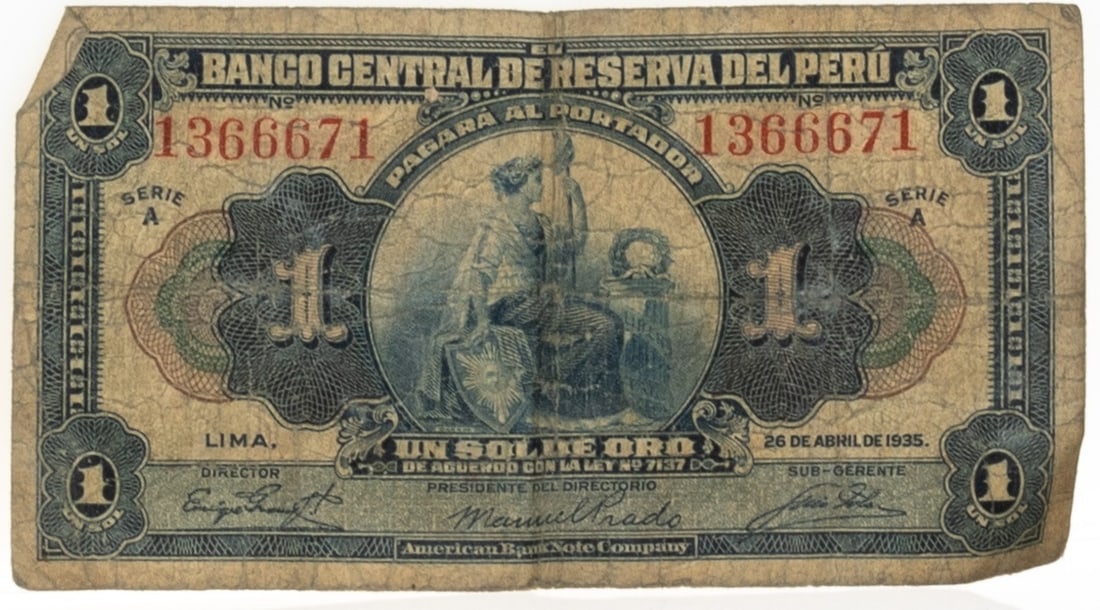 EL
BANCO CENTRAL DE RESERVA DEL PERÚ
Nº Nº
1366671 1366671
PAGARÁ AL PORTADOR
SERIE A SERIE A
1 UN SOL 1 UN SOL
1 1
LIMA, UN SOL DE ORO 26 DE ABRIL DE 1935.
DE ACUERDO CON LA LEY Nº 7137
DIRECTOR PRESIDENTE DEL DIRECTORIO SUB-GERENTE
Manuel Prado
1 UN SOL 1 UN SOL
American Bank Note Company